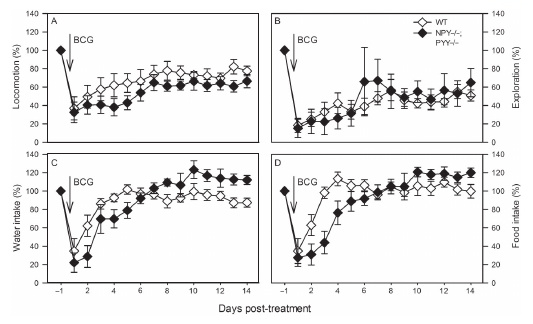 A
BCG
Locomotion (%)
140
120
100
80
60
40
20
0
B
BCG
WT
NPY−/−;
PYY−/−
140
120
100
80
60
40
20
0
Exploration (%)
C
BCG
Water intake (%)
140
120
100
80
60
40
20
0
−1 2 4 6 8 10 12 14
D
BCG
140
120
100
80
60
40
20
0
Food intake (%)
−1 2 4 6 8 10 12 14
Days post-treatment